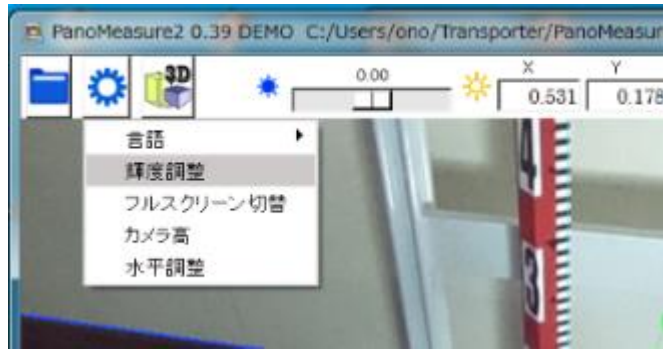 PanoMeasure2 0.39 DEMO C:/Users/ono/Transporter/PanoMeasur
3D
0.00
X Y
0.531 0.178
言語
輝度調整
フルスクリーン切替
カメラ高
水平調整
4
3